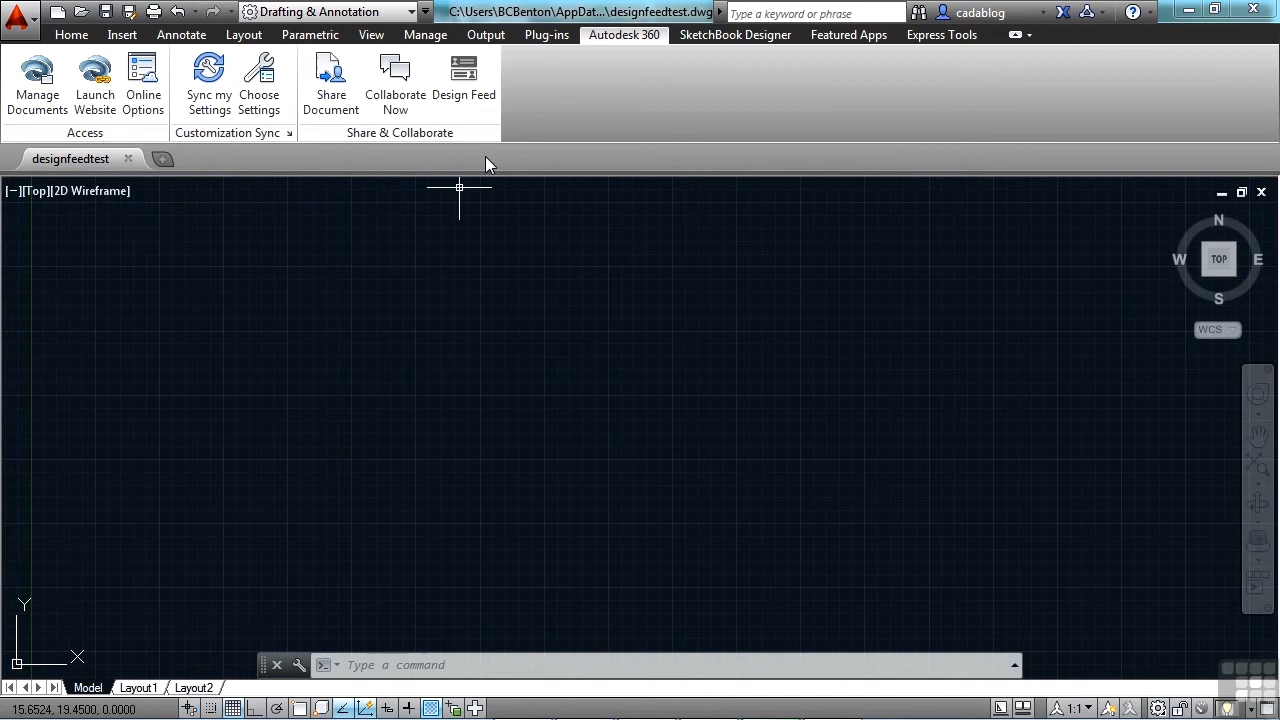 Drafting & Annotation
C:\Users\BCBenton\AppDat...\designfeedtest.dwg
Type a keyword or phrase
cadablog
Home Insert Annotate Layout Parametric View Manage Output Plug-ins Autodesk 360 SketchBook Designer Featured Apps Express Tools
Manage Documents
Launch Website
Online Options
Sync my Settings
Choose Settings
Share Document
Collaborate Now
Design Feed
Access
Customization Sync
Share & Collaborate
designfeedtest
[−][Top][2D Wireframe]
N
W TOP E
S
WCS
Y
X
Type a command
Model Layout1 Layout2
15.6524, 19.4500, 0.0000
1:1